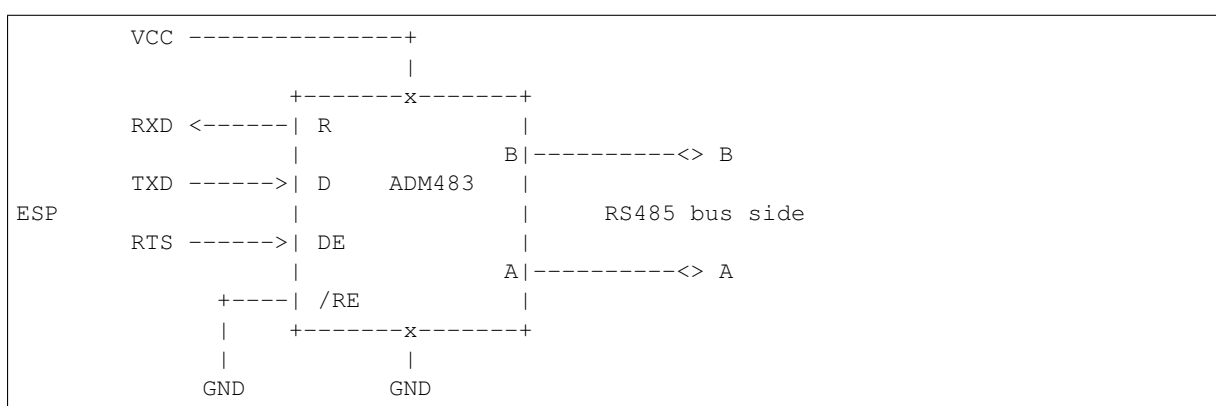 VCC ---------------+
|
+-------x-------+
RXD <------| R |
| B|----------<> B
TXD ------>| D ADM483 |
ESP | | RS485 bus side
RTS ------>| DE |
| A|----------<> A
+----| /RE |
| +-------x-------+
| |
GND GND